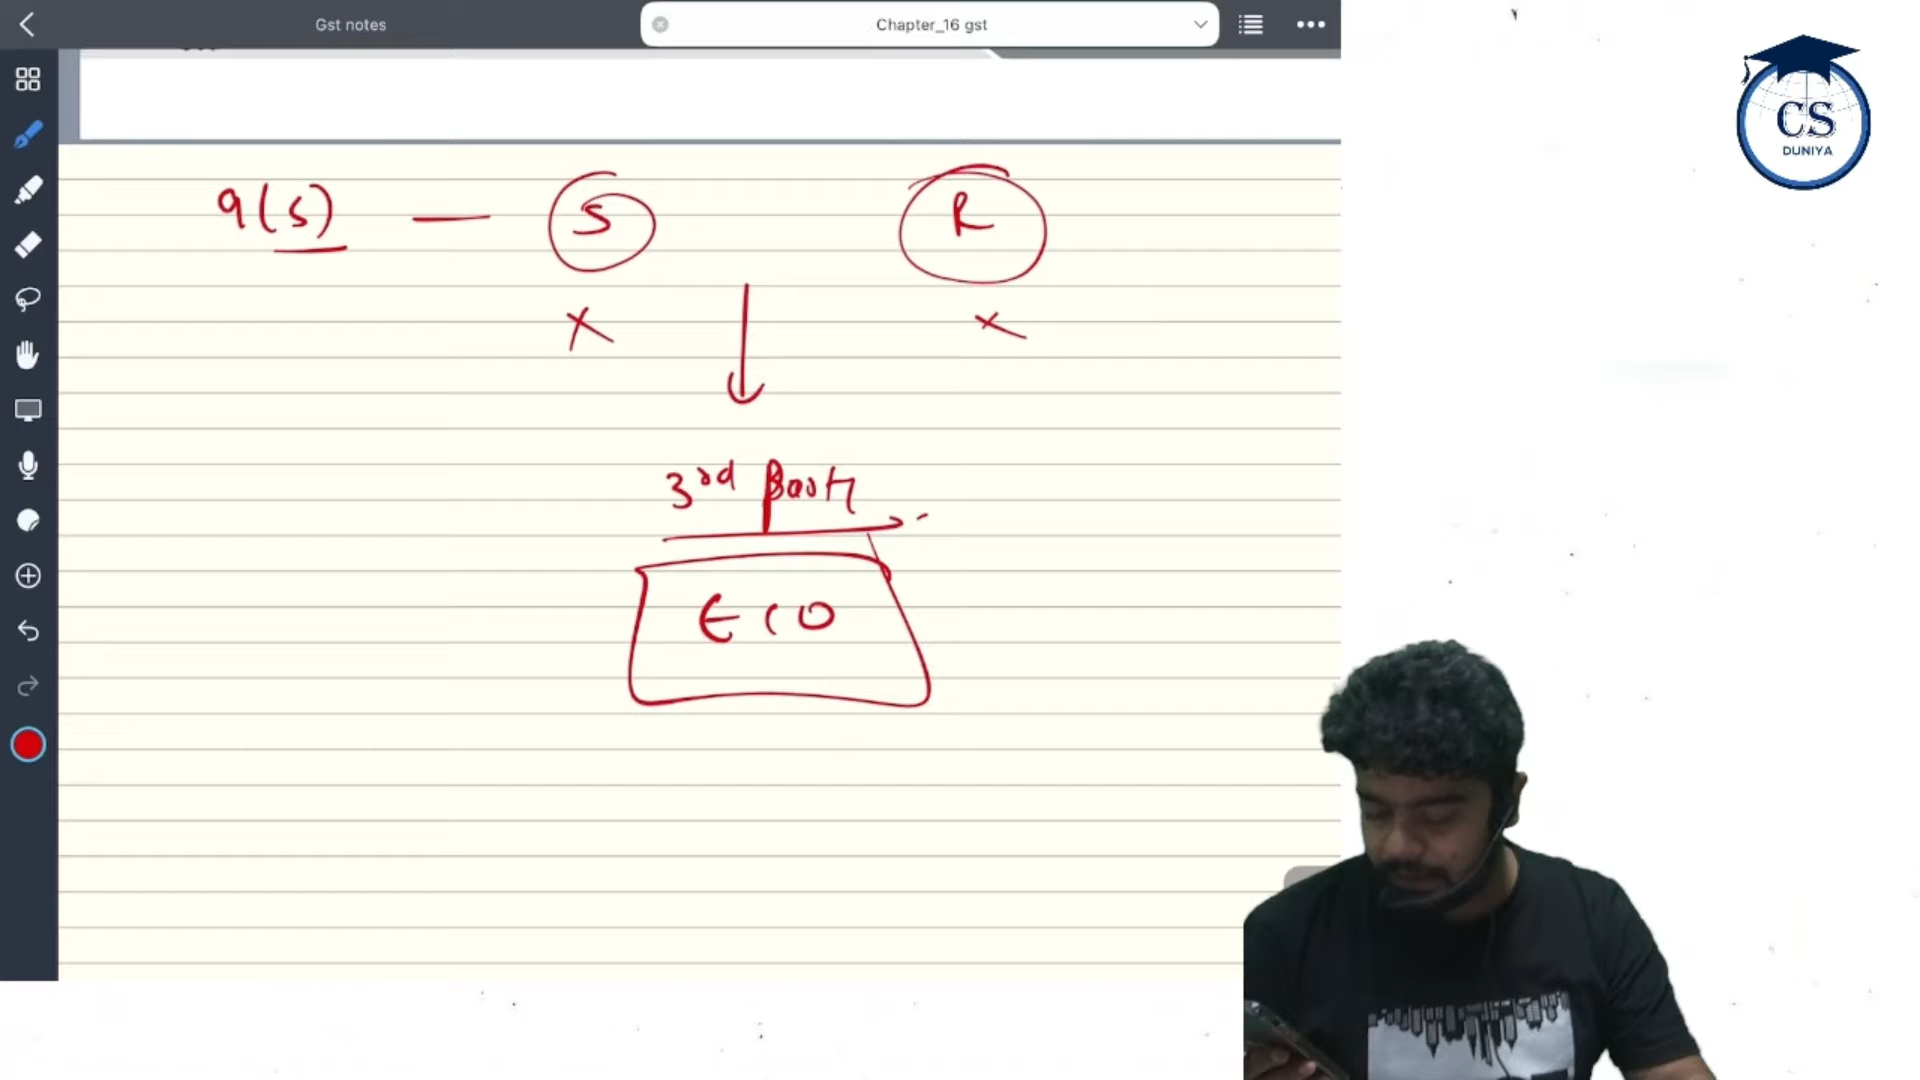 Gst notes
Chapter_16 gst
CS
DUNIYA
9(5) — S R
× ×
3rd Party
ECO